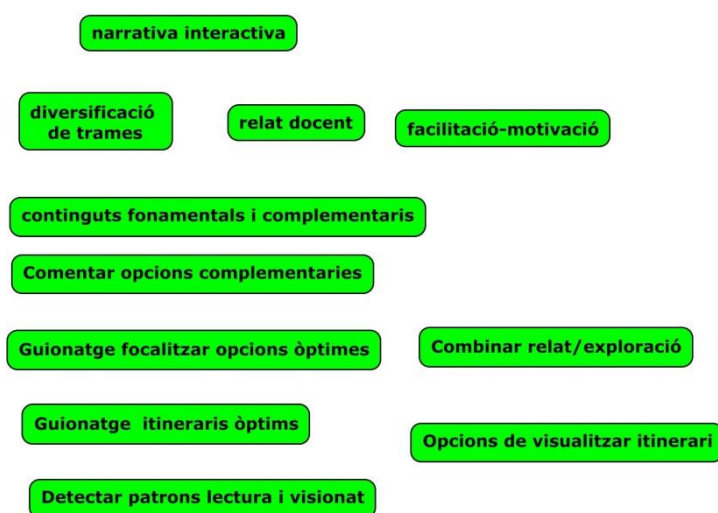 narrativa interactiva
diversificació
de trames
relat docent
facilitació-motivació
continguts fonamentals i complementaris
Comentar opcions complementaries
Guionatge focalitzar opcions òptimes
Combinar relat/exploració
Guionatge itineraris òptims
Opcions de visualitzar itinerari
Detectar patrons lectura i visionat